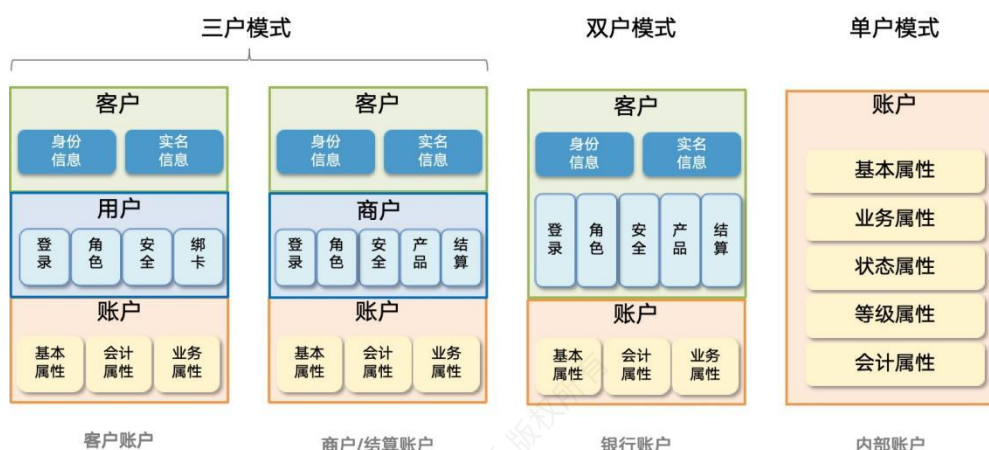 三户模式
双户模式
单户模式
客户
身份
信息
实名
信息
用户
登录
角色
安全
绑卡
账户
基本
属性
会计
属性
业务
属性
客户账户
客户
身份
信息
实名
信息
商户
登录
角色
安全
产品
结算
账户
基本
属性
会计
属性
业务
属性
商户/结算账户
客户
身份
信息
实名
信息
登录
角色
安全
产品
结算
账户
基本
属性
会计
属性
业务
属性
银行账户
账户
基本属性
业务属性
状态属性
等级属性
会计属性
内部账户
版权所有